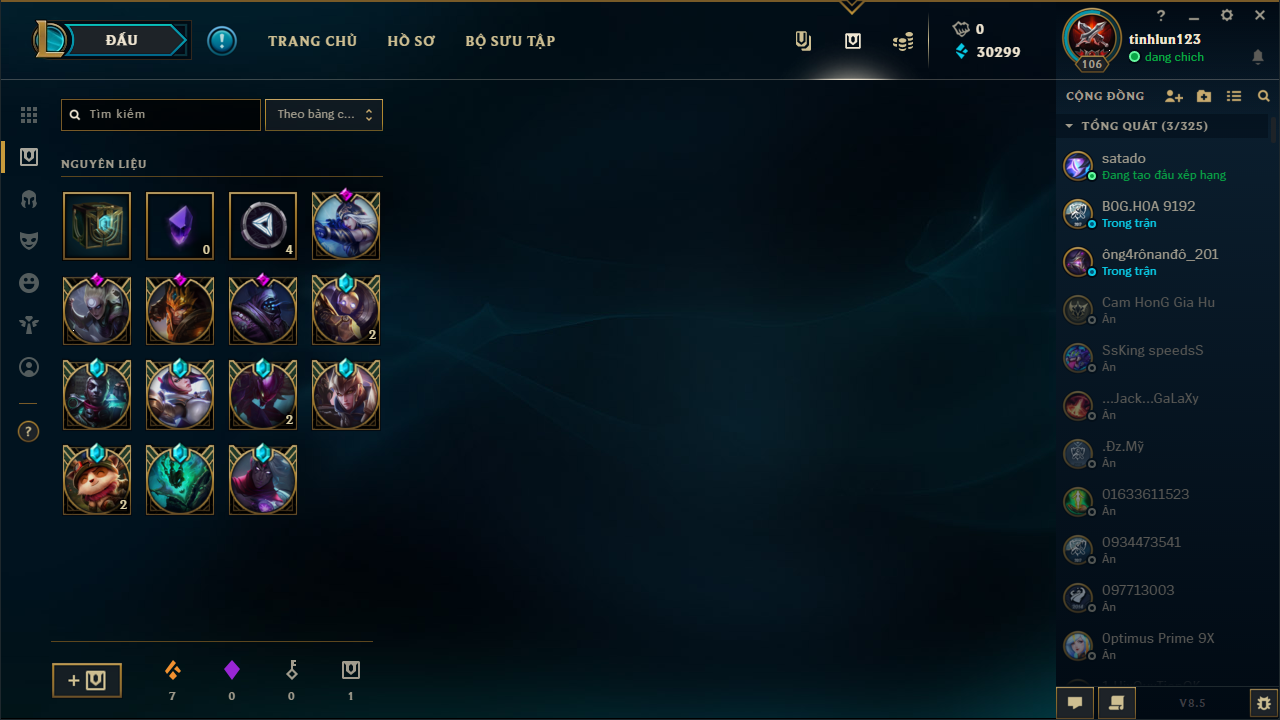 ĐẤU
TRANG CHỦ
HỒ SƠ
BỘ SƯU TẬP
0
30299
106
tinhlun123
dang chich
Tìm kiếm
Theo bảng c...
NGUYÊN LIỆU
0
4
2
2
2
7
0
0
1
CỘNG ĐỒNG
TỔNG QUÁT (3/325)
satado
Đang tạo đấu xếp hạng
B0G.H0A 9192
Trong trận
ông4rônanđô_201
Trong trận
Cam HonG Gia Hu
Ẩn
SsKing speedsS
Ẩn
...Jack...GaLaXy
Ẩn
.Đz.Mỹ
Ẩn
01633611523
Ẩn
0934473541
Ẩn
097713003
Ẩn
Optimus Prime 9X
Ẩn
V8.5